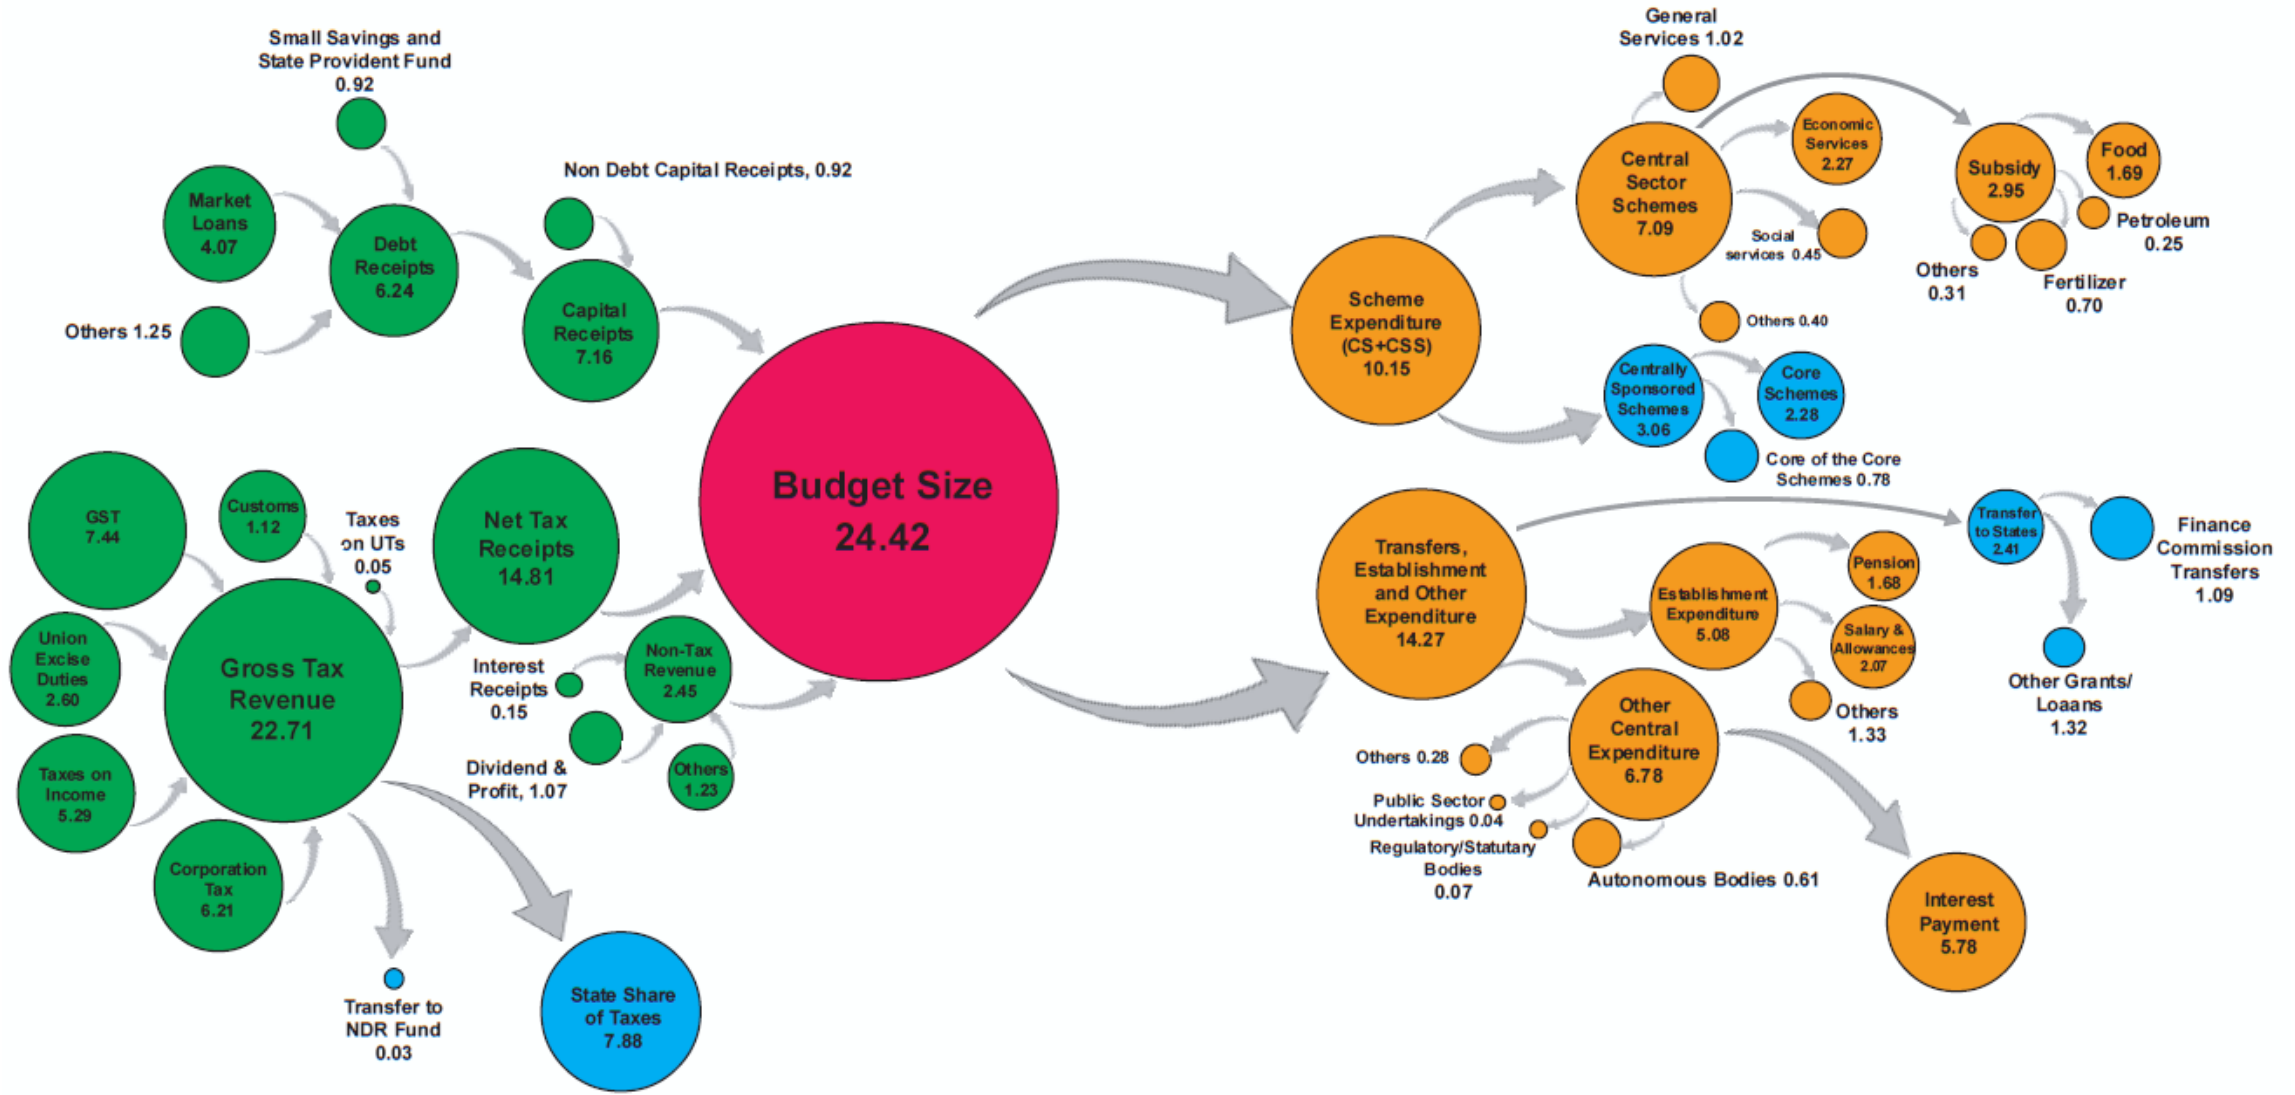 Small Savings and
State Provident Fund
0.92
Market
Loans
4.07
Others 1.25
Debt
Receipts
6.24
Non Debt Capital Receipts, 0.92
Capital
Receipts
7.16
GST
7.44
Customs
1.12
Taxes
on UTs
0.05
Union
Excise
Duties
2.60
Taxes on
Income
5.29
Corporation
Tax
6.21
Gross Tax
Revenue
22.71
Net Tax
Receipts
14.81
Interest
Receipts
0.15
Non-Tax
Revenue
2.45
Dividend &
Profit, 1.07
Others
1.23
Transfer to
NDR Fund
0.03
State Share
of Taxes
7.88
Budget Size
24.42
Scheme
Expenditure
(CS+CSS)
10.15
General
Services 1.02
Central
Sector
Schemes
7.09
Economic
Services
2.27
Social
services 0.45
Others 0.40
Subsidy
2.95
Food
1.69
Petroleum
0.25
Fertilizer
0.70
Others
0.31
Centrally
Sponsored
Schemes
3.06
Core
Schemes
2.28
Core of the Core
Schemes 0.78
Transfers,
Establishment
and Other
Expenditure
14.27
Transfer
to States
2.41
Finance
Commission
Transfers
1.09
Other Grants/
Loaans
1.32
Establishment
Expenditure
5.08
Pension
1.68
Salary &
Allowances
2.07
Others
1.33
Other
Central
Expenditure
6.78
Others 0.28
Public Sector
Undertakings 0.04
Regulatory/Statutary
Bodies
0.07
Autonomous Bodies 0.61
Interest
Payment
5.78